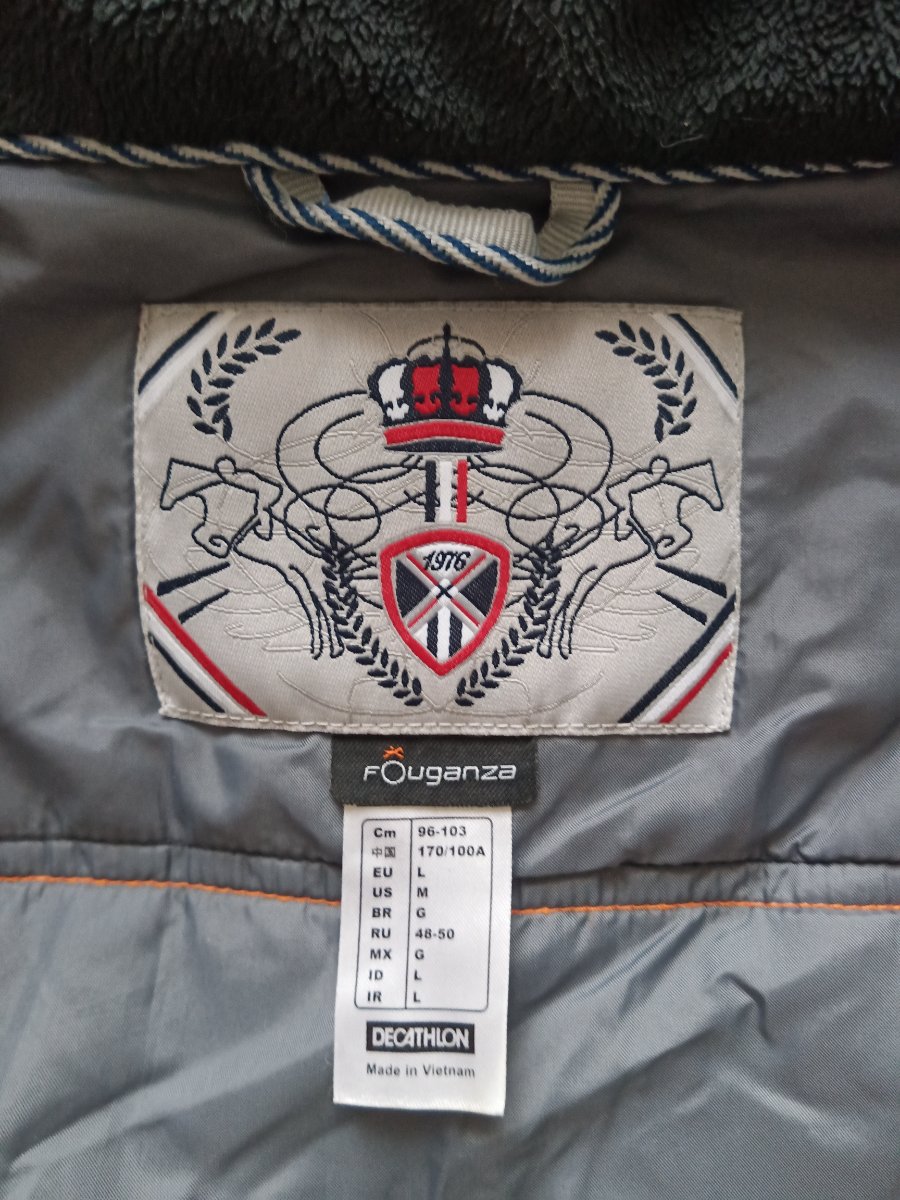 1976
FOuganza
Cm 96-103
中国 170/100A
EU L
US M
BR G
RU 48-50
MX G
ID L
IR L
DECATHLON
Made in Vietnam